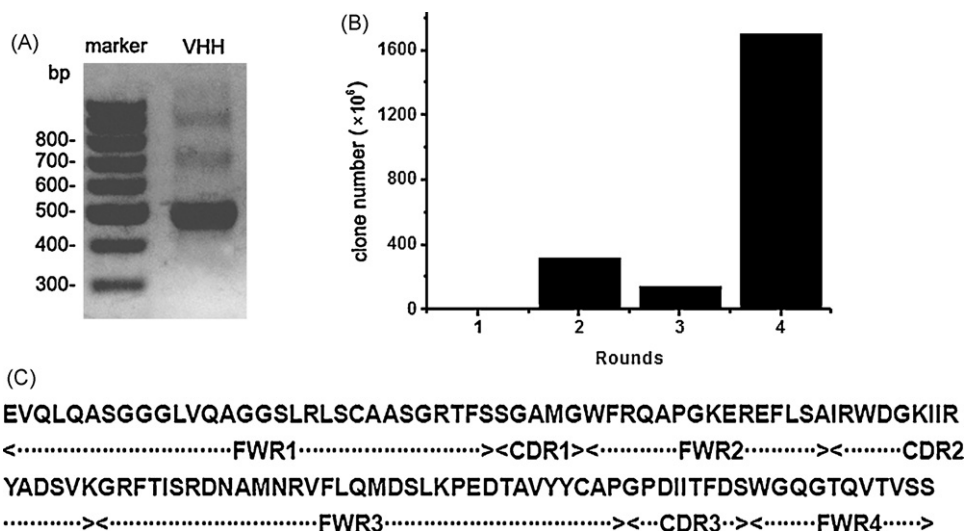 (A)
marker VHH
bp
800-
700-
600-
500-
400-
300-
(B)
clone number (×10⁶)
1600
1200
800
400
0
1 2 3 4
Rounds
(C)
EVQLQASGGGLVQAGGSLRLSCAASGRTFSSGAMGWFRQAPGKEREFLSAIRWDGKIIR
<·····FWR1·····><CDR1><·····FWR2·····><·····CDR2
YADSVKGRFTISRDNAMNRVFLQMDSLKPEDTAVYYCAPGPDIITFDSWGQGTQVTVSS
·····><·····FWR3·····><··CDR3··><·····FWR4·····>